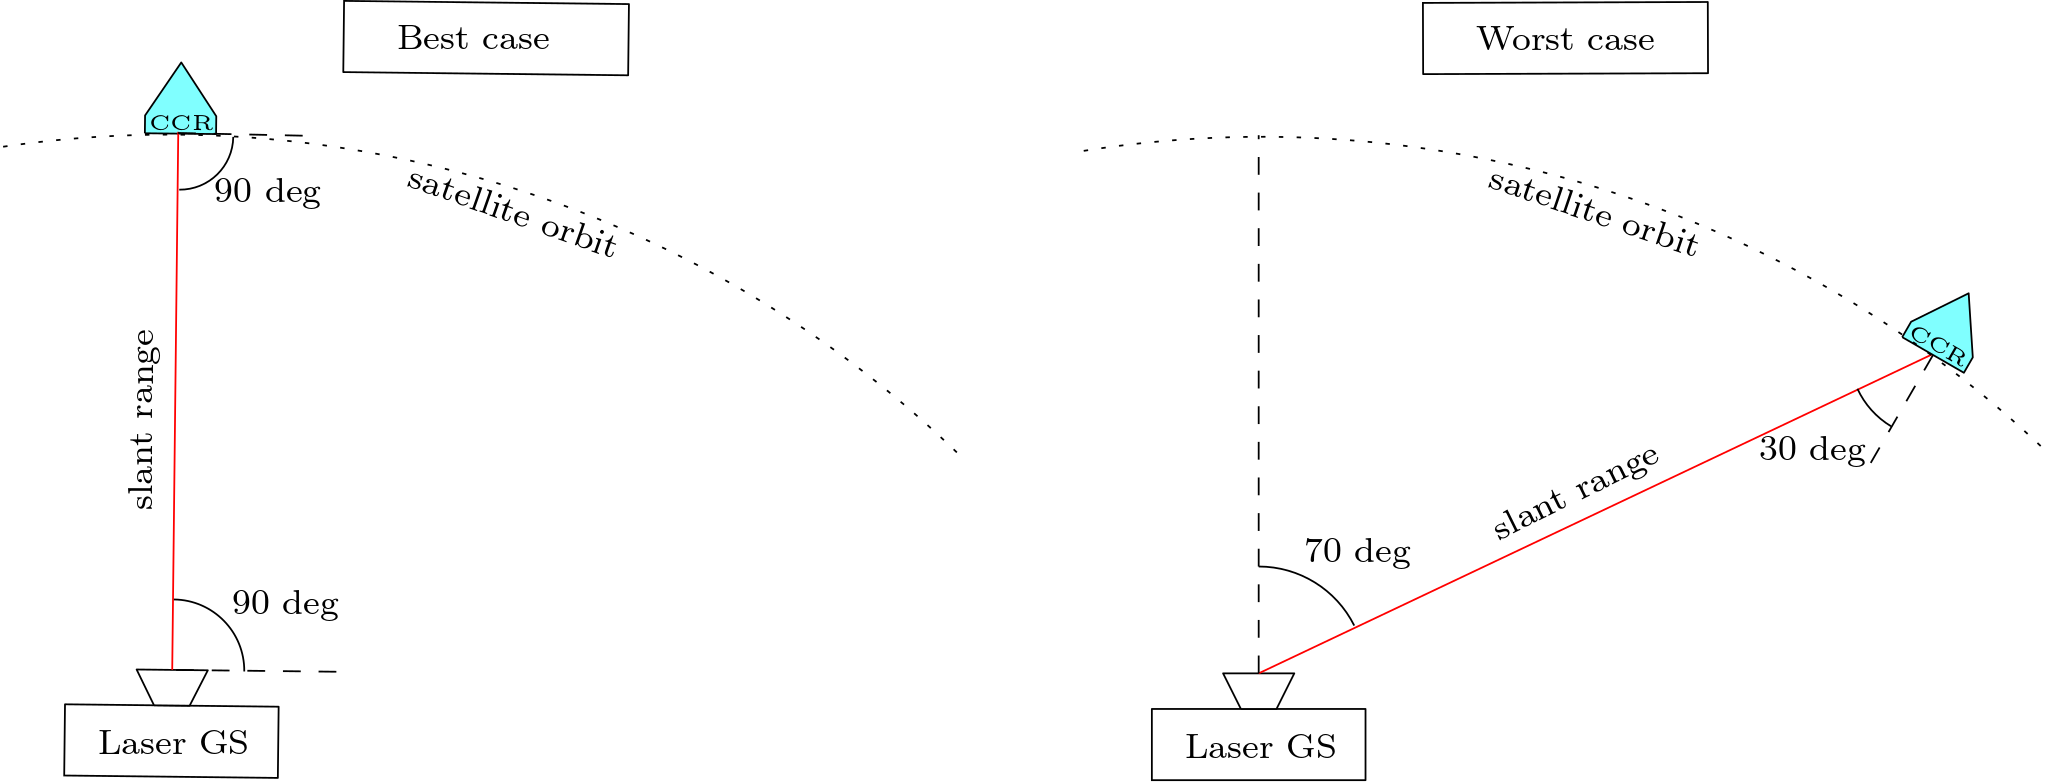 Best case
CCR
90 deg
satellite orbit
slant range
90 deg
Laser GS
Worst case
satellite orbit
CCR
30 deg
slant range
70 deg
Laser GS